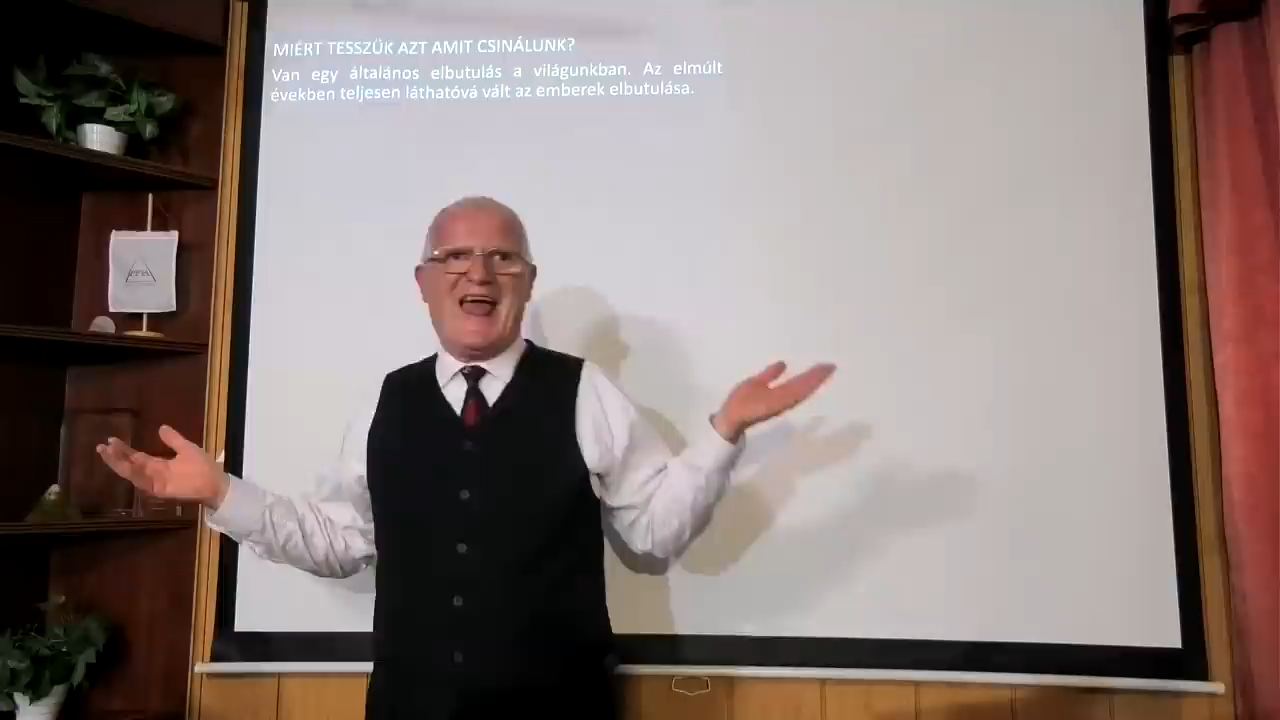 MIÉRT TESSZÜK AZT AMIT CSINÁLUNK?
Van egy általános elbutulás a világunkban. Az elmúlt
években teljesen láthatóvá vált az emberek elbutulása.